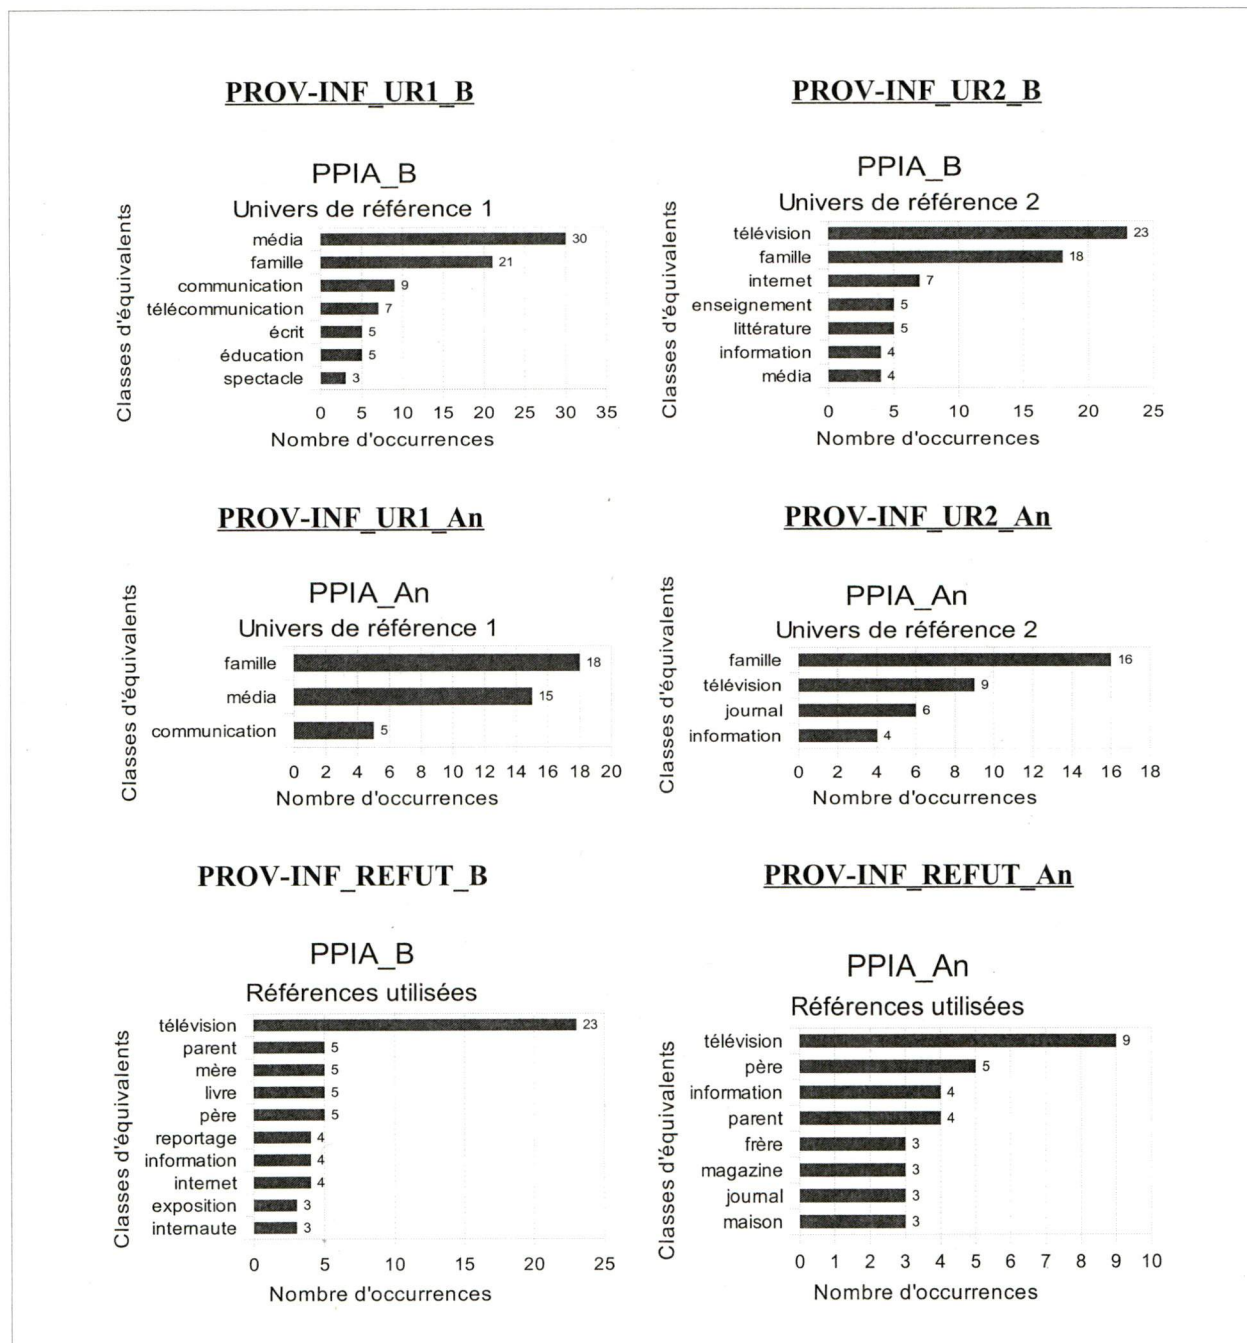 PROV-INF_UR1_B
PPIA_B
Univers de référence 1
Classes d'équivalents
média 30
famille 21
communication 9
télécommunication 7
écrit 5
éducation 5
spectacle 3
0 5 10 15 20 25 30 35
Nombre d'occurrences
PROV-INF_UR2_B
PPIA_B
Univers de référence 2
Classes d'équivalents
télévision 23
famille 18
internet 7
enseignement 5
littérature 5
information 4
média 4
0 5 10 15 20 25
Nombre d'occurrences
PROV-INF_UR1_An
PPIA_An
Univers de référence 1
Classes d'équivalents
famille 18
média 15
communication 5
0 2 4 6 8 10 12 14 16 18 20
Nombre d'occurrences
PROV-INF_UR2_An
PPIA_An
Univers de référence 2
Classes d'équivalents
famille 16
télévision 9
journal 6
information 4
0 2 4 6 8 10 12 14 16 18
Nombre d'occurrences
PROV-INF_REFUT_B
PPIA_B
Références utilisées
Classes d'équivalents
télévision 23
parent 5
mère 5
livre 5
père 5
reportage 4
information 4
internet 4
exposition 3
internaute 3
0 5 10 15 20 25
Nombre d'occurrences
PROV-INF_REFUT_An
PPIA_An
Références utilisées
Classes d'équivalents
télévision 9
père 5
information 4
parent 4
frère 3
magazine 3
journal 3
maison 3
0 1 2 3 4 5 6 7 8 9 10
Nombre d'occurrences